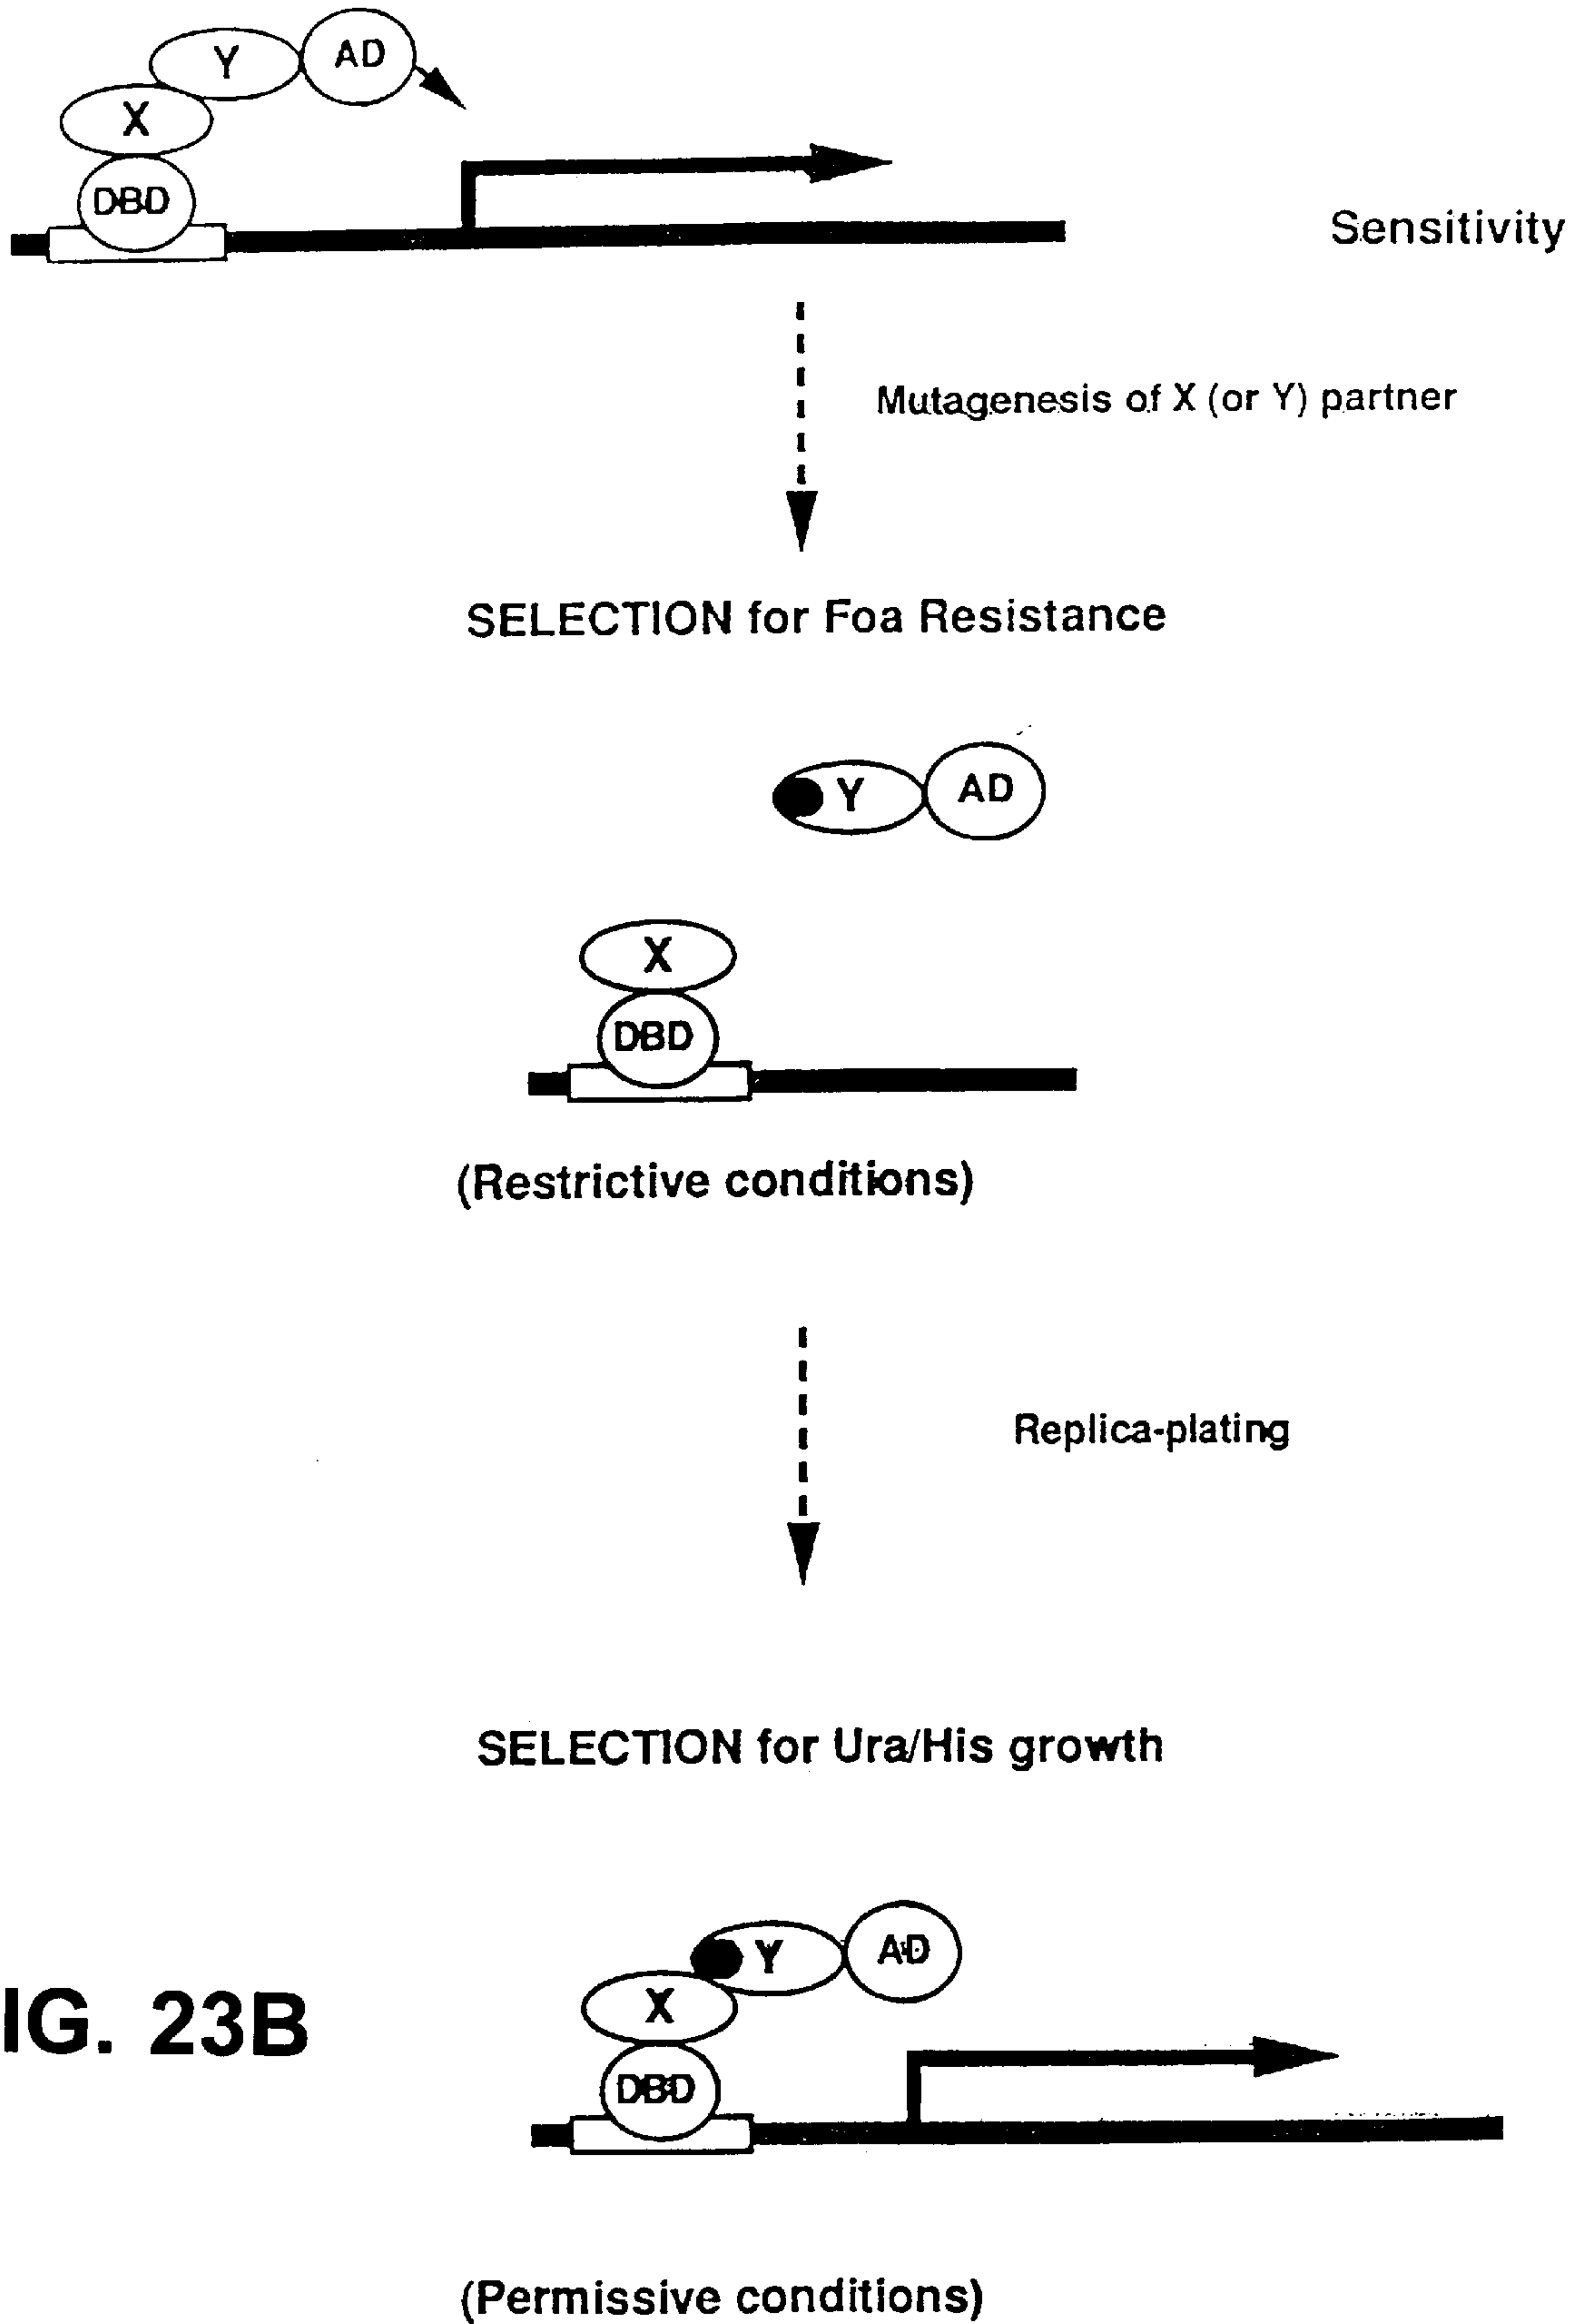 Y AD
X
DBD
Sensitivity
Mutagenesis of X (or Y) partner
SELECTION for Foa Resistance
Y AD
X
DBD
(Restrictive conditions)
Replica-plating
SELECTION for Ura/His growth
Y AD
X
IG. 23B
DBD
(Permissive conditions)